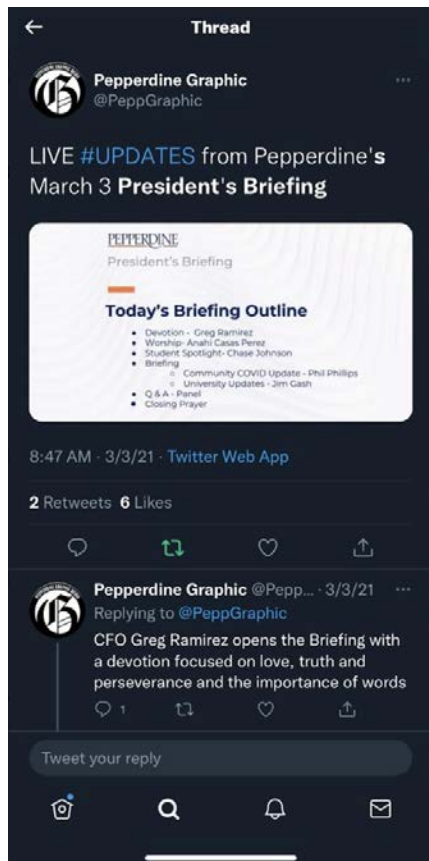 Thread
Pepperdine Graphic
@PeppGraphic
LIVE #UPDATES from Pepperdine's
March 3 President's Briefing
PEPPERDINE
President's Briefing
Today's Briefing Outline
Devotion - Greg Ramirez
Worship- Anahi Casas Perez
Student Spotlight- Chase Johnson
Briefing
Community COVID Update - Phil Phillips
University Updates - Jim Gash
Q & A - Panel
Closing Prayer
8:47 AM · 3/3/21 · Twitter Web App
2 Retweets 6 Likes
Pepperdine Graphic @Pepp... · 3/3/21
Replying to @PeppGraphic
CFO Greg Ramirez opens the Briefing with
a devotion focused on love, truth and
perseverance and the importance of words
1
Tweet your reply